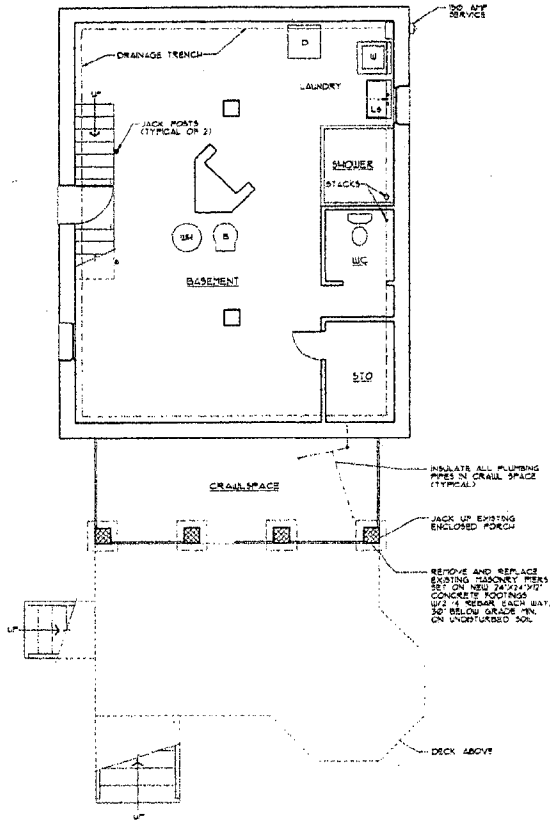 150 AMP
SERVICE
DRAINAGE TRENCH
D
W
LAUNDRY
UP
JACK POSTS
(TYPICAL OF 2)
LS
SHOWER
STACKS
WH
B
WC
BASEMENT
STO
CRAWLSPACE
INSULATE ALL PLUMBING
PIPES IN CRAWL SPACE
(TYPICAL)
JACK UP EXISTING
ENCLOSED PORCH
REMOVE AND REPLACE
EXISTING MASONRY PIERS
SET ON NEW 24"X24"X12"
CONCRETE FOOTINGS
W/2 #4 REBAR EACH WAY,
30" BELOW GRADE MIN.
ON UNDISTURBED SOIL
UP
DECK ABOVE
UP